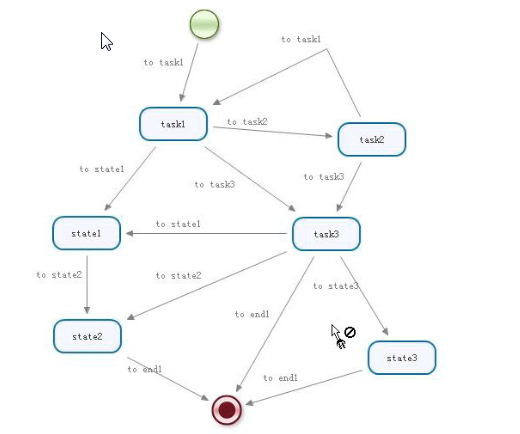 to task1
to task1
task1
to task2
task2
to state1
to task3
to task3
state1
to state1
task3
to state2
to state2
to state3
to end1
state2
state3
to end1
to end1